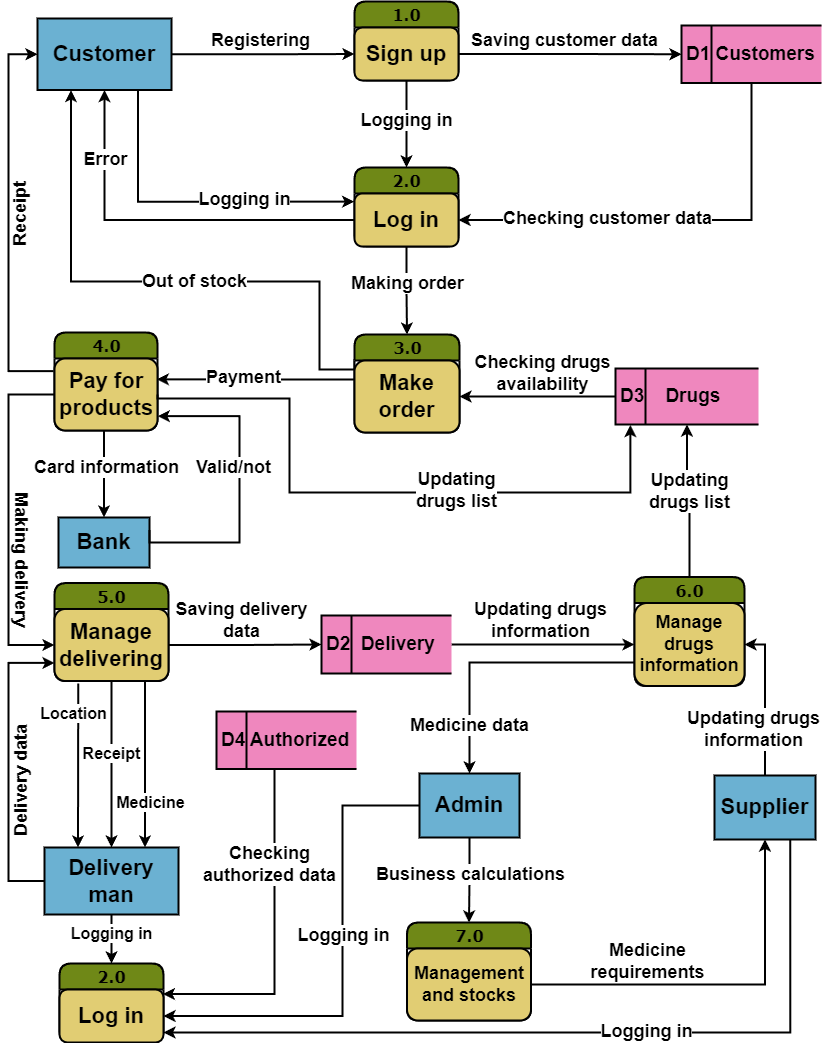 1.0
Customer
Registering
Sign up
Saving customer data
D1
Customers
Logging in
Error
2.0
Logging in
Log in
Checking customer data
Receipt
Out of stock
Making order
4.0
3.0
Pay for
products
Payment
Make
order
Checking drugs
availability
D3
Drugs
Card information
Valid/not
Updating
drugs list
Updating
drugs list
Making delivery
Bank
5.0
Manage
delivering
Saving delivery
data
D2
Delivery
Updating drugs
information
6.0
Manage
drugs
information
Location
Receipt
Medicine
Delivery data
D4
Authorized
Medicine data
Updating drugs
information
Admin
Supplier
Delivery
man
Checking
authorized data
Business calculations
Logging in
Logging in
7.0
Management
and stocks
Medicine
requirements
2.0
Log in
Logging in